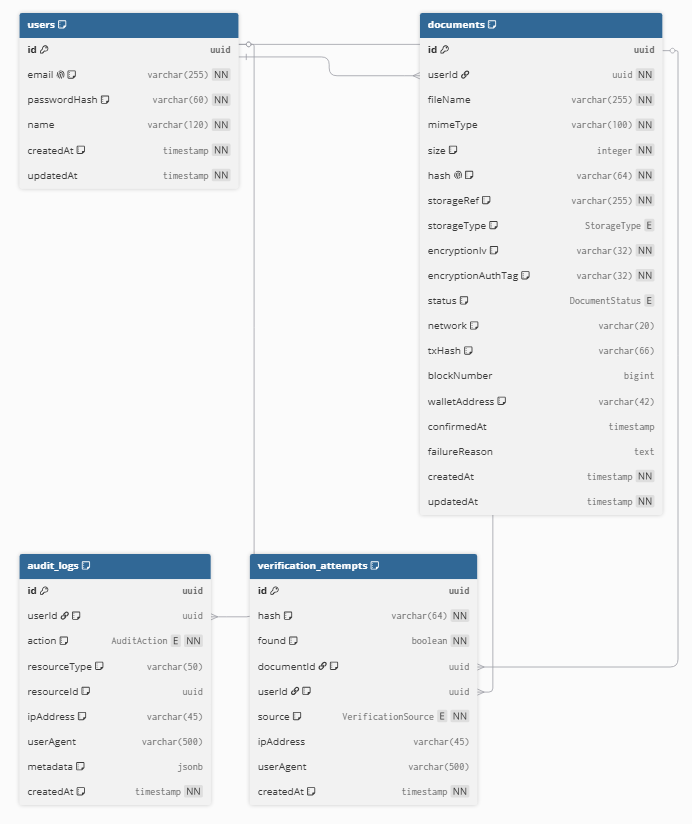 users
id uuid
email varchar(255) NN
passwordHash varchar(60) NN
name varchar(120) NN
createdAt timestamp NN
updatedAt timestamp NN
documents
id uuid
userId uuid NN
fileName varchar(255) NN
mimeType varchar(100) NN
size integer NN
hash varchar(64) NN
storageRef varchar(255) NN
storageType StorageType E
encryptionIv varchar(32) NN
encryptionAuthTag varchar(32) NN
status DocumentStatus E
network varchar(20)
txHash varchar(66)
blockNumber bigint
walletAddress varchar(42)
confirmedAt timestamp
failureReason text
createdAt timestamp NN
updatedAt timestamp NN
audit_logs
id uuid
userId uuid
action AuditAction E NN
resourceType varchar(50)
resourceId uuid
ipAddress varchar(45)
userAgent varchar(500)
metadata jsonb
createdAt timestamp NN
verification_attempts
id uuid
hash varchar(64) NN
found boolean NN
documentId uuid
userId uuid
source VerificationSource E NN
ipAddress varchar(45)
userAgent varchar(500)
createdAt timestamp NN